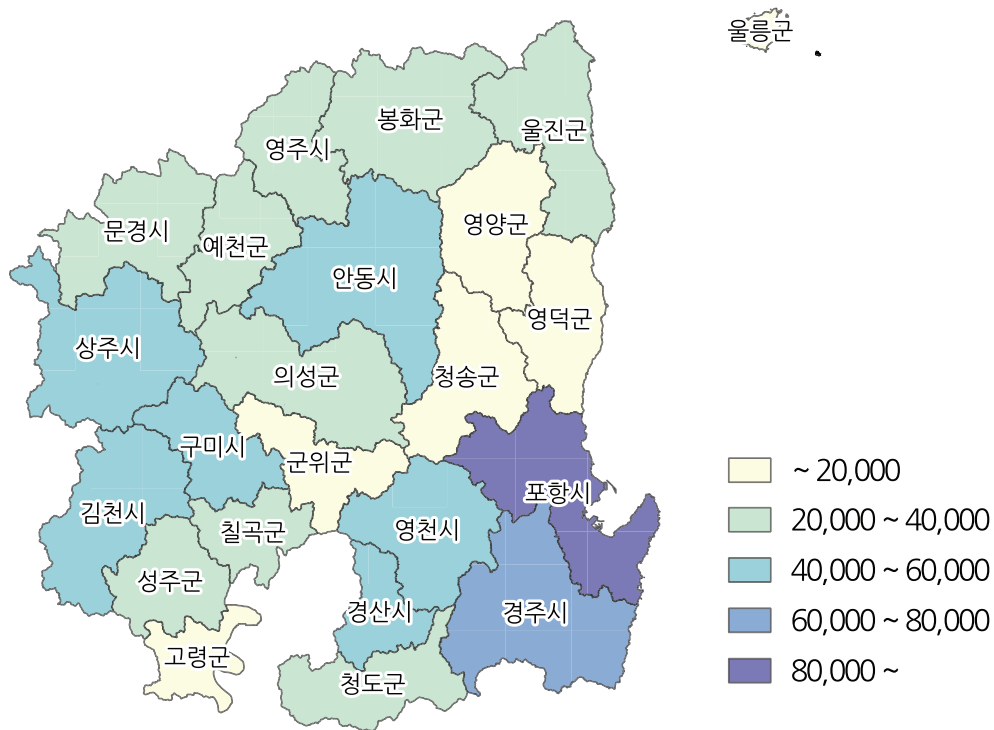 울릉군
봉화군
울진군
영주시
영양군
문경시
예천군
안동시
영덕군
상주시
의성군
청송군
구미시
군위군
포항시
김천시
영천시
칠곡군
성주군
경산시
경주시
고령군
청도군
~ 20,000
20,000 ~ 40,000
40,000 ~ 60,000
60,000 ~ 80,000
80,000 ~